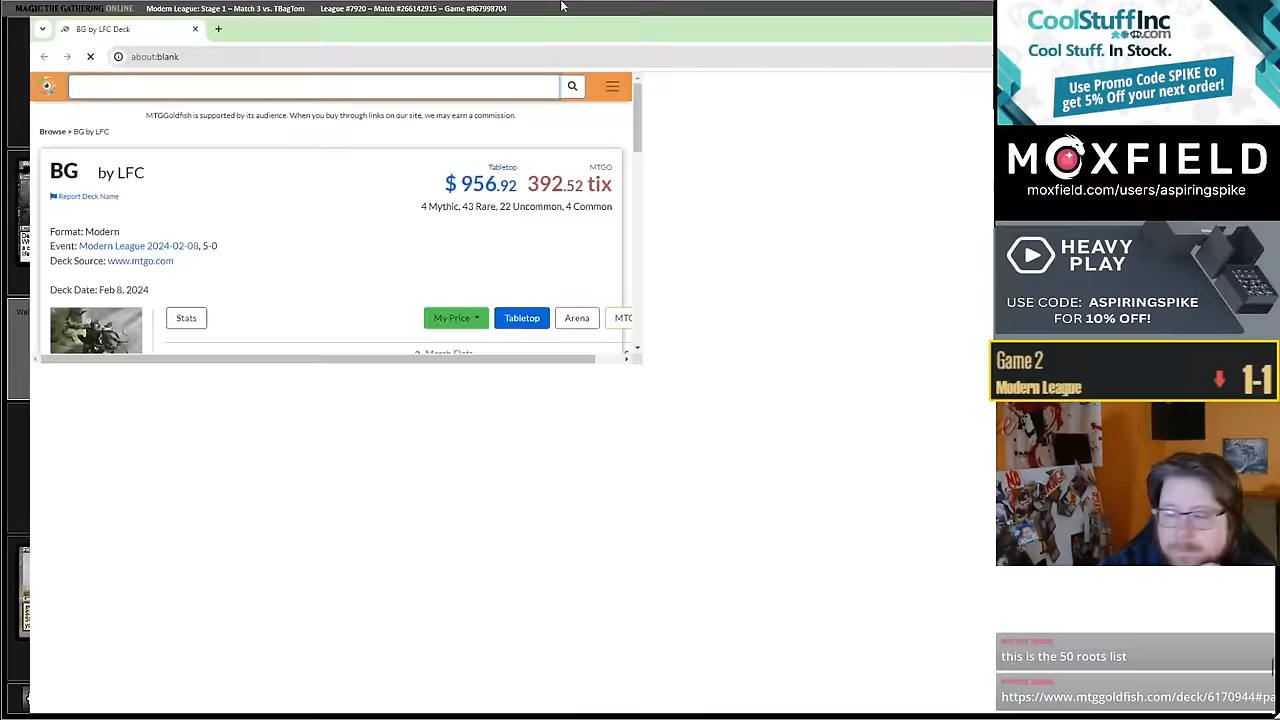 MAGIC THE GATHERING ONLINE Modern League: Stage 1 – Match 3 vs. TBagTom League #7920 – Match #266142915 – Game #867998704
BG by LFC Deck
about:blank
MTGGoldfish is supported by its audience. When you buy through links on our site, we may earn a commission.
Browse > BG by LFC
BG by LFC
Report Deck Name
Tabletop
$ 956.92
MTGO
392.52 tix
4 Mythic, 43 Rare, 22 Uncommon, 4 Common
Format: Modern
Event: Modern League 2024-02-08, 5-0
Deck Source: www.mtgo.com
Deck Date: Feb 8, 2024
Stats
My Price
Tabletop
Arena
MTG
CoolStuffInc
.com
Cool Stuff. In Stock.
Use Promo Code SPIKE to
get 5% Off your next order!
MOXFIELD
moxfield.com/users/aspiringspike
HEAVY
PLAY
USE CODE: ASPIRINGSPIKE
FOR 10% OFF!
Game 2
Modern League
1-1
this is the 50 roots list
https://www.mtggoldfish.com/deck/6170944#pa